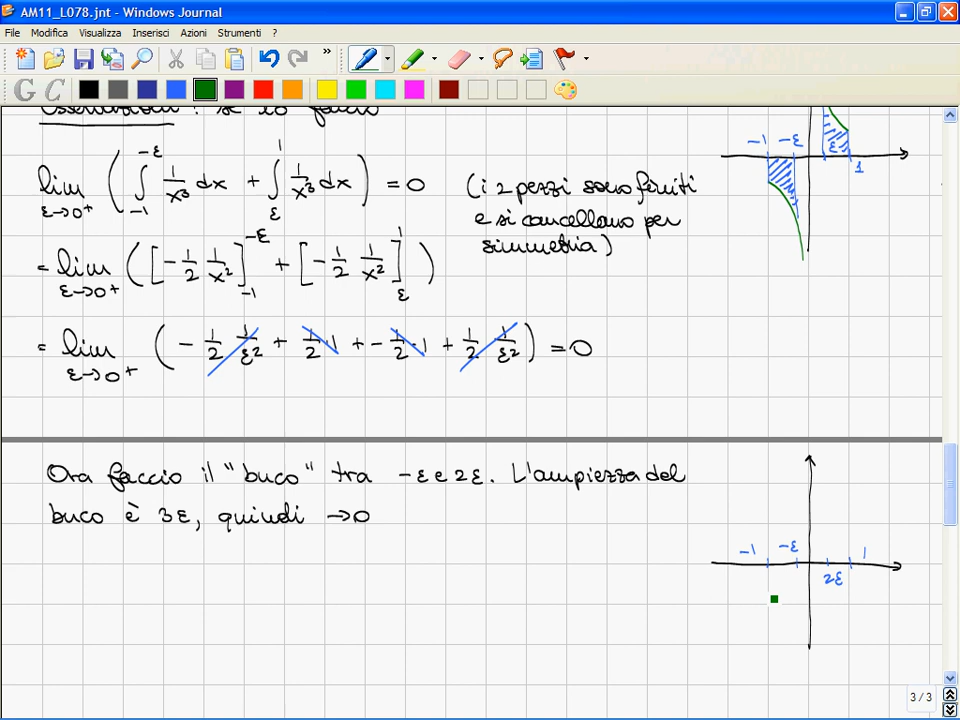 AM11_L078.jnt - Windows Journal
File Modifica Visualizza Inserisci Azioni Strumenti ?
: se lo faccio
lim ε→0+ ( ∫_{-1}^{-ε} 1/x³ dx + ∫_{ε}^{1} 1/x³ dx ) = 0
(i 2 pezzi sono finiti
e si cancellano per
simmetria)
= lim ε→0+ ( [-1/2 1/x²]_{-1}^{-ε} + [-1/2 1/x²]_{ε}^{1} )
= lim ε→0+ ( -1/2 1/ε² + 1/2·1 + -1/2·1 + 1/2 1/ε² ) = 0
-1 -ε ε 1
Ora faccio il "buco" tra -ε e 2ε. L'ampiezza del
buco è 3ε, quindi →0
-1 -ε 2ε 1
3 / 3